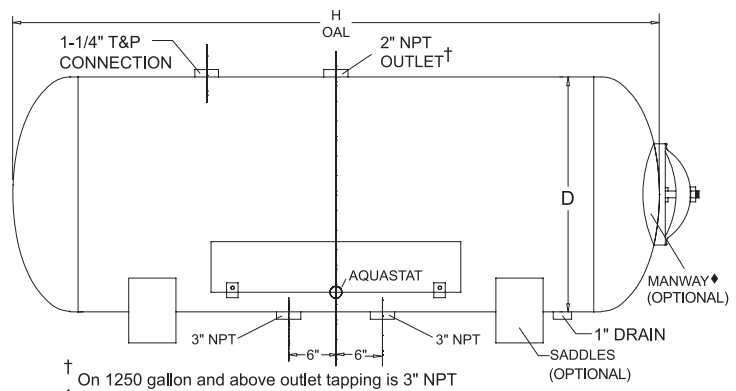 H
OAL
1-1/4" T&P
CONNECTION
2" NPT
OUTLET†
D
AQUASTAT
MANWAY♦
(OPTIONAL)
3" NPT
3" NPT
1" DRAIN
6"
6"
SADDLES
(OPTIONAL)
† On 1250 gallon and above outlet tapping is 3" NPT